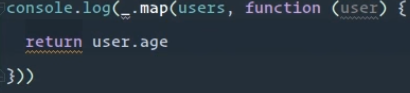 console.log(_.map(users, function (user) {
return user.age
}))